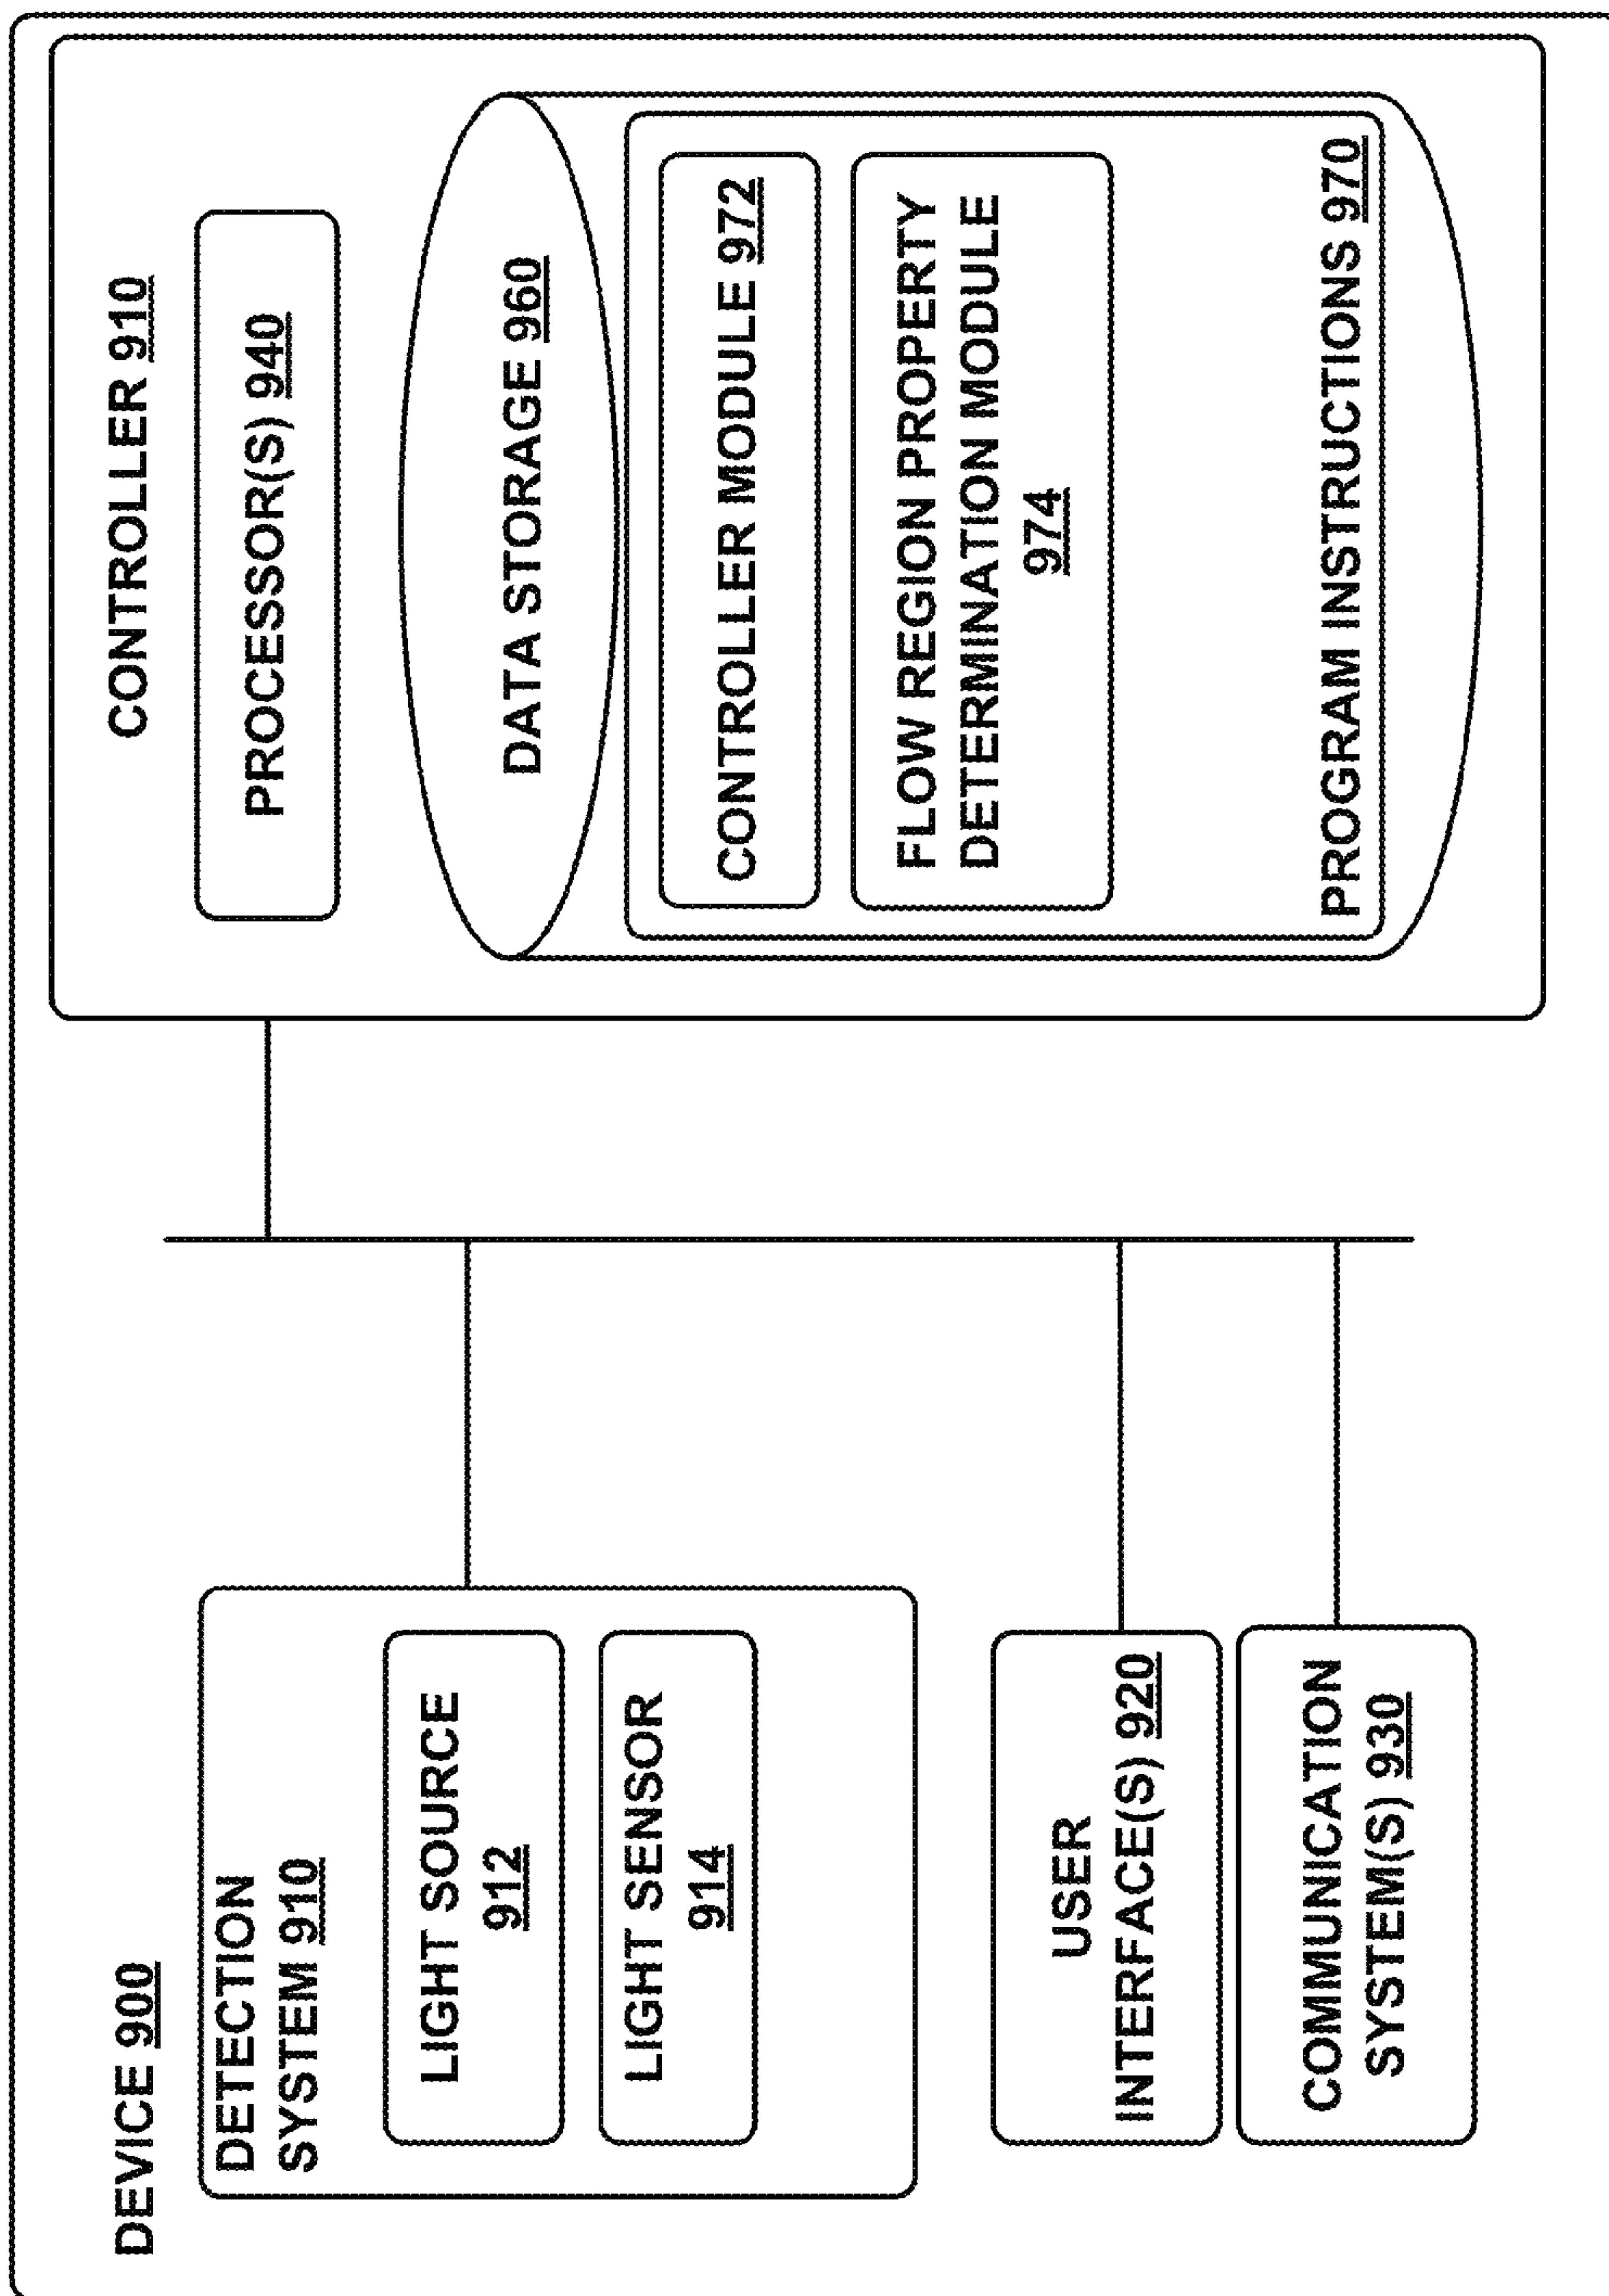 DEVICE 900
DETECTION
SYSTEM 910
LIGHT SOURCE
912
LIGHT SENSOR
914
USER
INTERFACE(S) 920
COMMUNICATION
SYSTEM(S) 930
CONTROLLER 910
PROCESSOR(S) 940
DATA STORAGE 960
CONTROLLER MODULE 972
FLOW REGION PROPERTY
DETERMINATION MODULE
974
PROGRAM INSTRUCTIONS 970